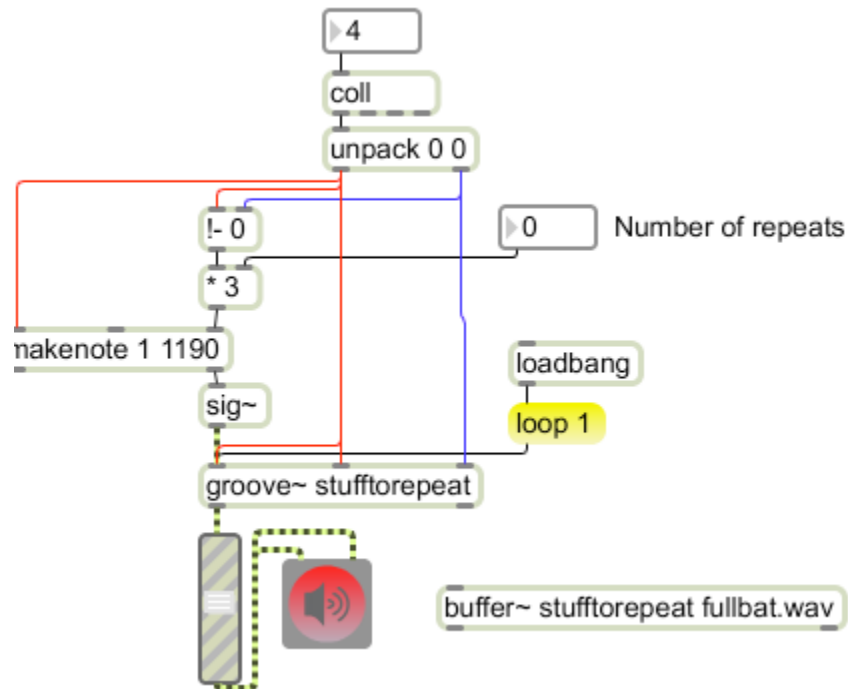 4
coll
unpack 0 0
!- 0
0 Number of repeats
* 3
makenote 1 1190
loadbang
sig~
loop 1
groove~ stufftorepeat
buffer~ stufftorepeat fullbat.wav